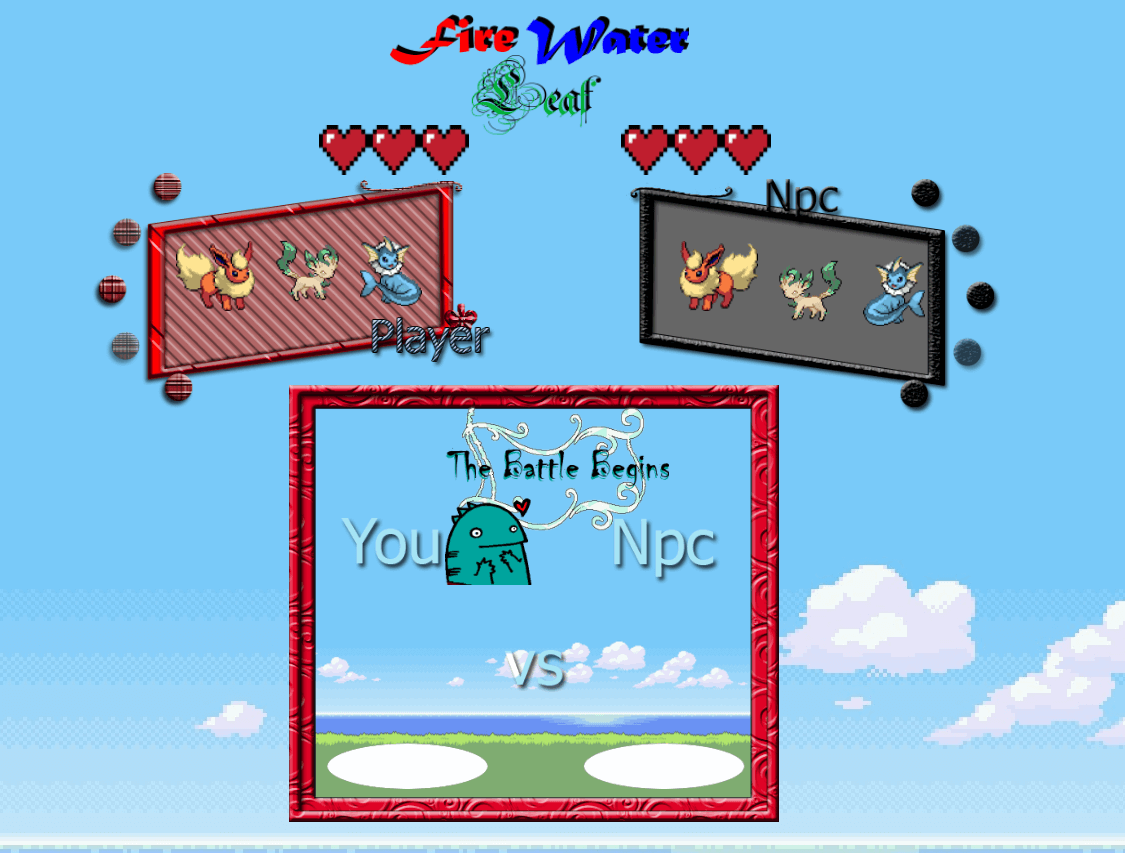 Fire Water
Leaf
Npc
Player
The Battle Begins
You Npc
vs